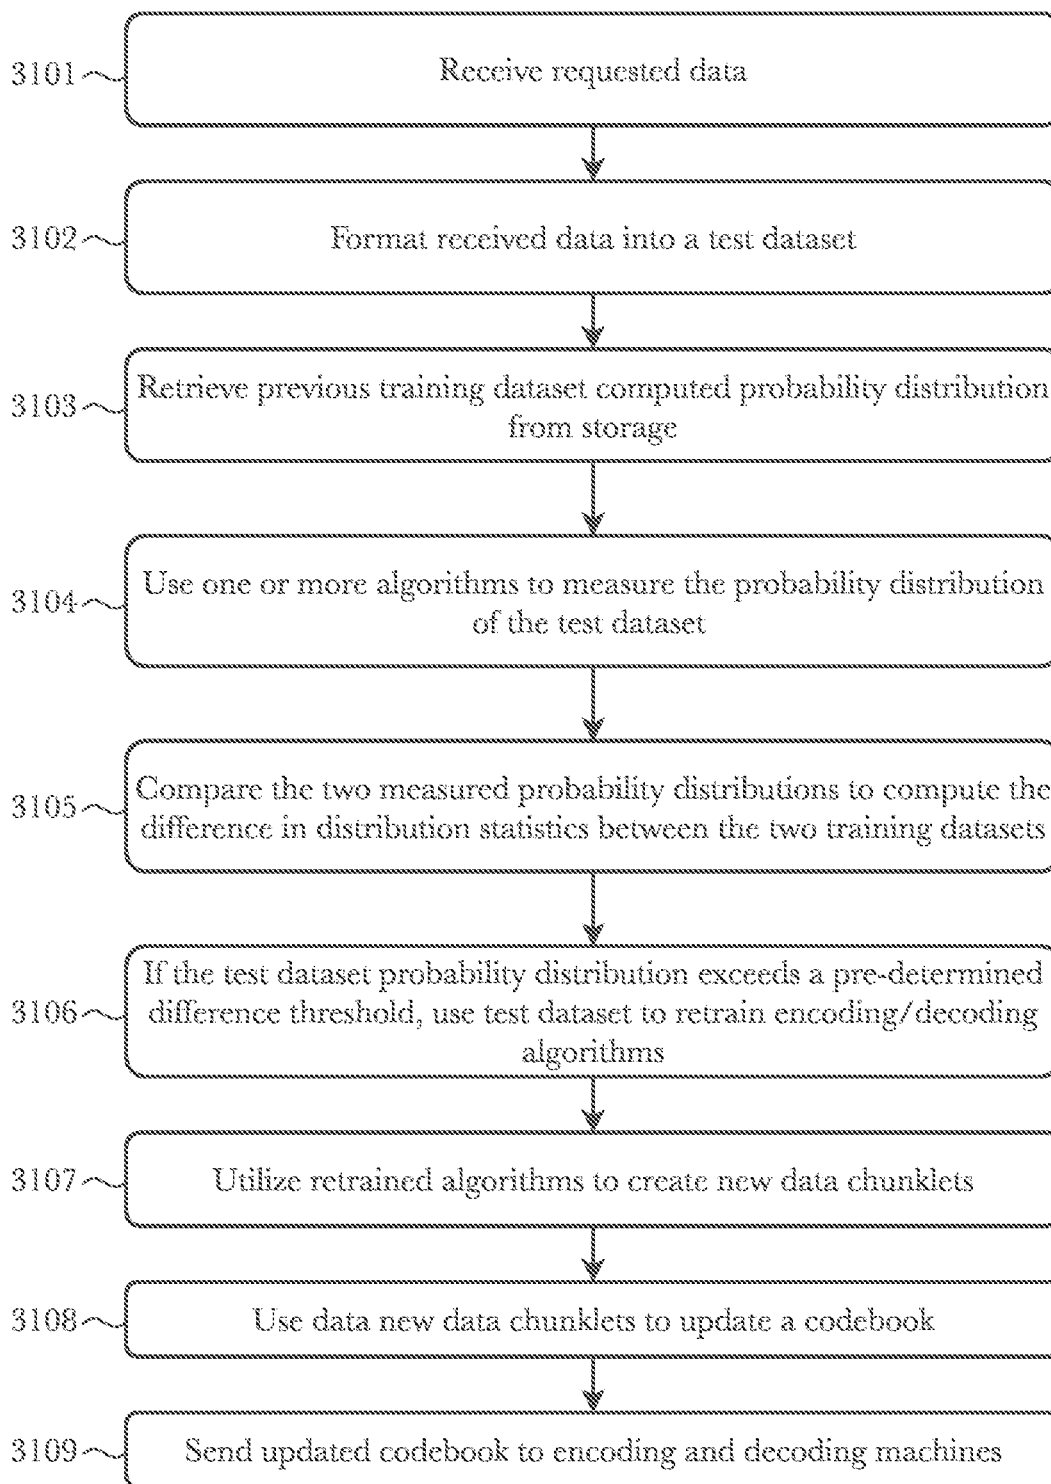 3101
Receive requested data
3102
Format received data into a test dataset
3103
Retrieve previous training dataset computed probability distribution
from storage
3104
Use one or more algorithms to measure the probability distribution
of the test dataset
3105
Compare the two measured probability distributions to compute the
difference in distribution statistics between the two training datasets
3106
If the test dataset probability distribution exceeds a pre-determined
difference threshold, use test dataset to retrain encoding/decoding
algorithms
3107
Utilize retrained algorithms to create new data chunklets
3108
Use data new data chunklets to update a codebook
3109
Send updated codebook to encoding and decoding machines